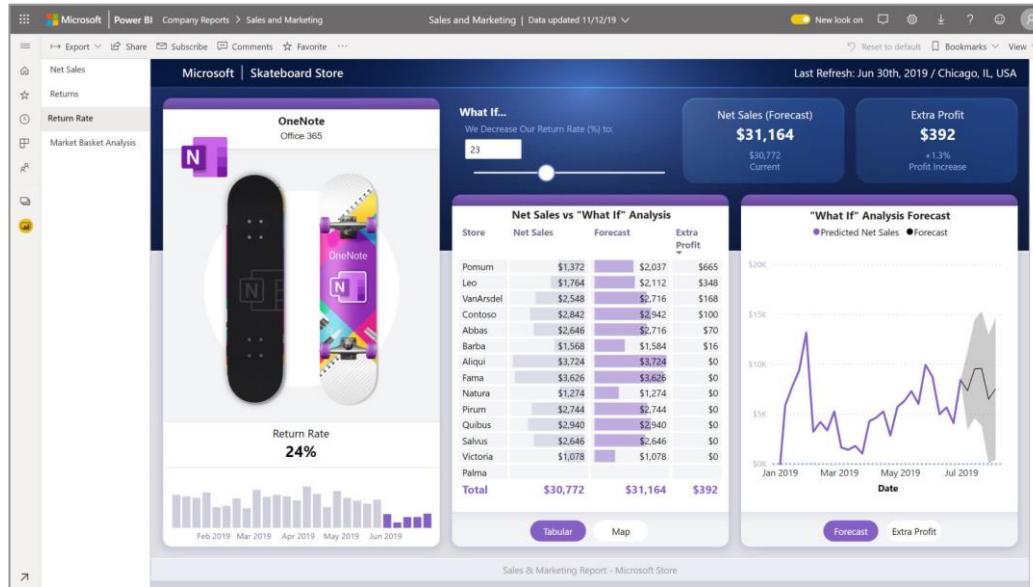 Microsoft Power BI Company Reports > Sales and Marketing
Sales and Marketing | Data updated 11/12/19
New look on
Export Share Subscribe Comments Favorite ···
Reset to default Bookmarks View
Net Sales
Returns
Return Rate
Market Basket Analysis
Microsoft | Skateboard Store
Last Refresh: Jun 30th, 2019 / Chicago, IL, USA
OneNote
Office 365
N
N
OneNote
N
Return Rate
24%
Feb 2019 Mar 2019 Apr 2019 May 2019 Jun 2019
What If...
We Decrease Our Return Rate (%) to:
23
Net Sales (Forecast)
$31,164
$30,772
Current
Extra Profit
$392
+1.3%
Profit Increase
Net Sales vs "What If" Analysis
Store Net Sales Forecast Extra
Profit
Pomum $1,372 $2,037 $665
Leo $1,764 $2,112 $348
VanArsdel $2,548 $2,716 $168
Contoso $2,842 $2,942 $100
Abbas $2,646 $2,716 $70
Barba $1,568 $1,584 $16
Aliqui $3,724 $3,724 $0
Fama $3,626 $3,626 $0
Natura $1,274 $1,274 $0
Pirum $2,744 $2,744 $0
Quibus $2,940 $2,940 $0
Salvus $2,646 $2,646 $0
Victoria $1,078 $1,078 $0
Palma
Total $30,772 $31,164 $392
Tabular Map
"What If" Analysis Forecast
Predicted Net Sales Forecast
$20K
$15K
$10K
$5K
$0K
Jan 2019 Mar 2019 May 2019 Jul 2019
Date
Forecast Extra Profit
Sales & Marketing Report - Microsoft Store